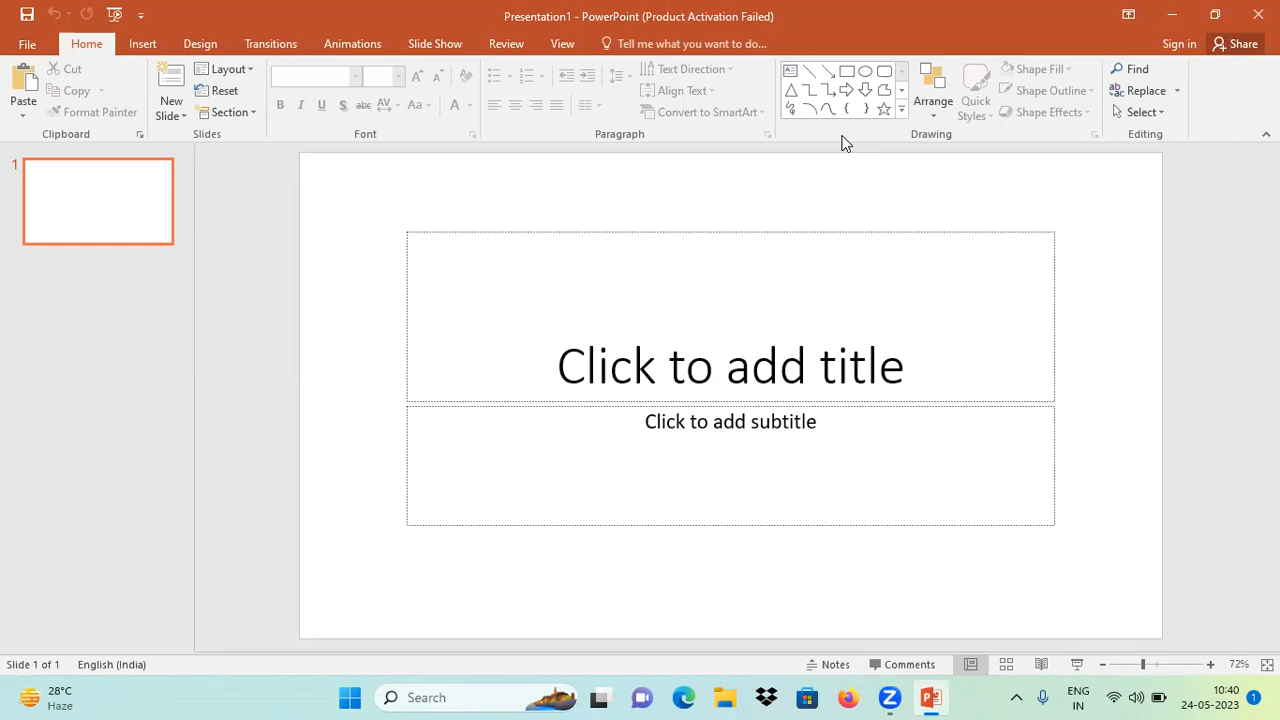 Presentation1 - PowerPoint (Product Activation Failed)
File Home Insert Design Transitions Animations Slide Show Review View Tell me what you want to do... Sign in Share
Paste
Cut
Copy
Format Painter
Clipboard
New Slide
Layout
Reset
Section
Slides
B I U S abc AV Aa A
Font
Text Direction
Align Text
Convert to SmartArt
Paragraph
Arrange
Quick Styles
Shape Fill
Shape Outline
Shape Effects
Drawing
Find
Replace
Select
Editing
1
Click to add title
Click to add subtitle
Slide 1 of 1 English (India) Notes Comments 72%
28°C
Haze
Search
ENG
IN
10:40
24-05-2023
1